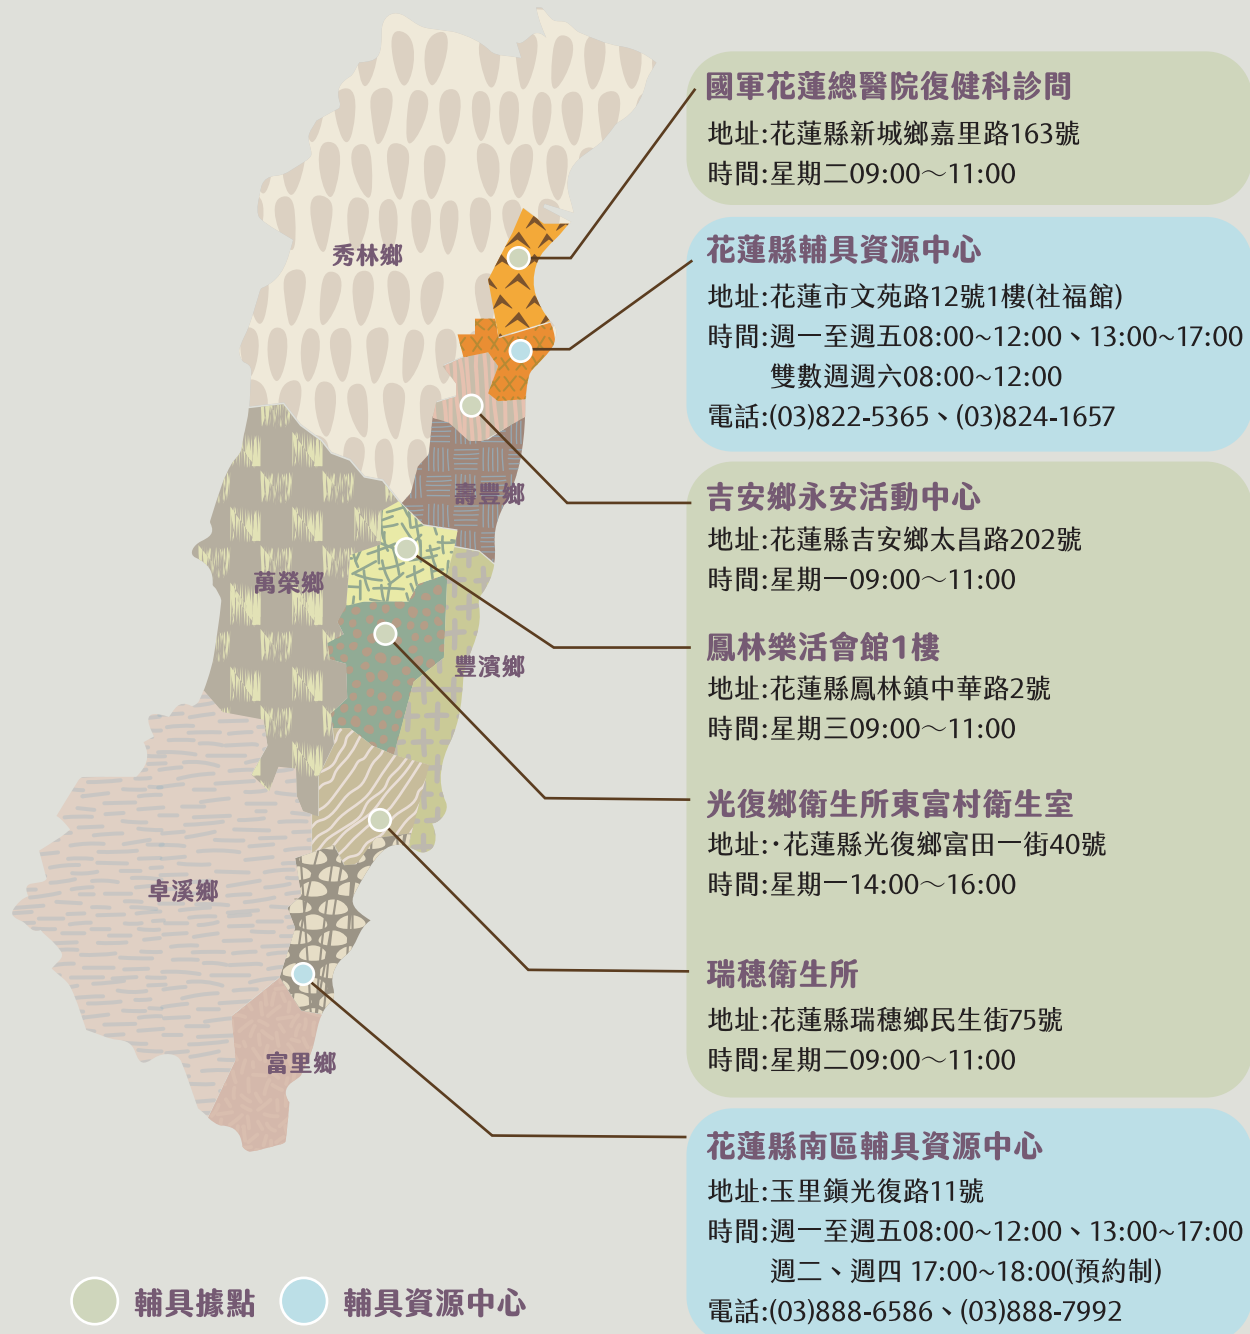 國軍花蓮總醫院復健科診間
地址:花蓮縣新城鄉嘉里路163號
時間:星期二09:00～11:00
花蓮縣輔具資源中心
地址:花蓮市文苑路12號1樓(社福館)
時間:週一至週五08:00~12:00、13:00~17:00
雙數週週六08:00~12:00
電話:(03)822-5365、(03)824-1657
吉安鄉永安活動中心
地址:花蓮縣吉安鄉太昌路202號
時間:星期一09:00～11:00
鳳林樂活會館1樓
地址:花蓮縣鳳林鎮中華路2號
時間:星期三09:00～11:00
光復鄉衛生所東富村衛生室
地址:·花蓮縣光復鄉富田一街40號
時間:星期一14:00～16:00
瑞穗衛生所
地址:花蓮縣瑞穗鄉民生街75號
時間:星期二09:00～11:00
花蓮縣南區輔具資源中心
地址:玉里鎮光復路11號
時間:週一至週五08:00~12:00、13:00~17:00
週二、週四 17:00~18:00(預約制)
電話:(03)888-6586、(03)888-7992
秀林鄉
壽豐鄉
萬榮鄉
豐濱鄉
卓溪鄉
富里鄉
輔具據點
輔具資源中心